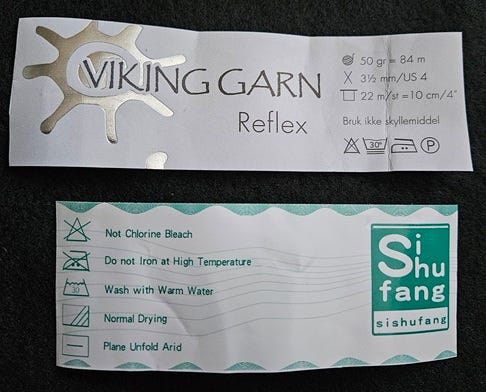 VIKING GARN
Reflex
50 gr = 84 m
3½ mm/US 4
22 m/st =10 cm/4"
Bruk ikke skyllemiddel
30°
P
Not Chlorine Bleach
Do not Iron at High Temperature
30
Wash with Warm Water
Normal Drying
Plane Unfold Arid
Si
hu
fang
sishufang